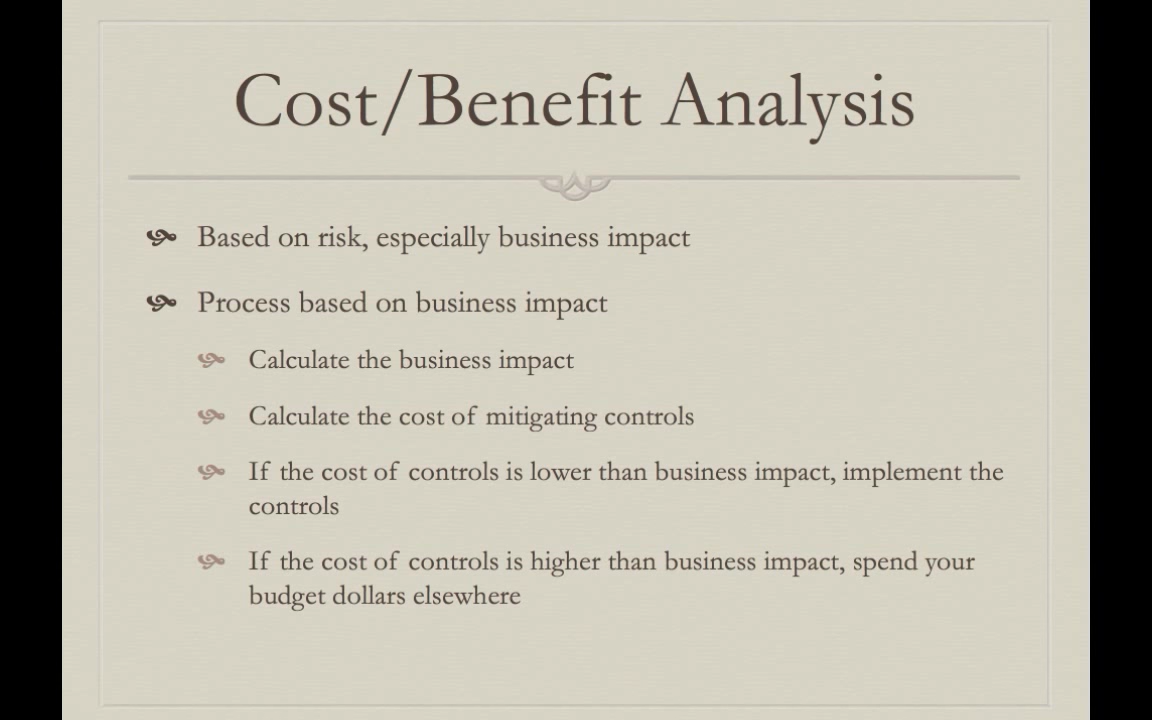 Cost/Benefit Analysis
Based on risk, especially business impact
Process based on business impact
Calculate the business impact
Calculate the cost of mitigating controls
If the cost of controls is lower than business impact, implement the
controls
If the cost of controls is higher than business impact, spend your
budget dollars elsewhere